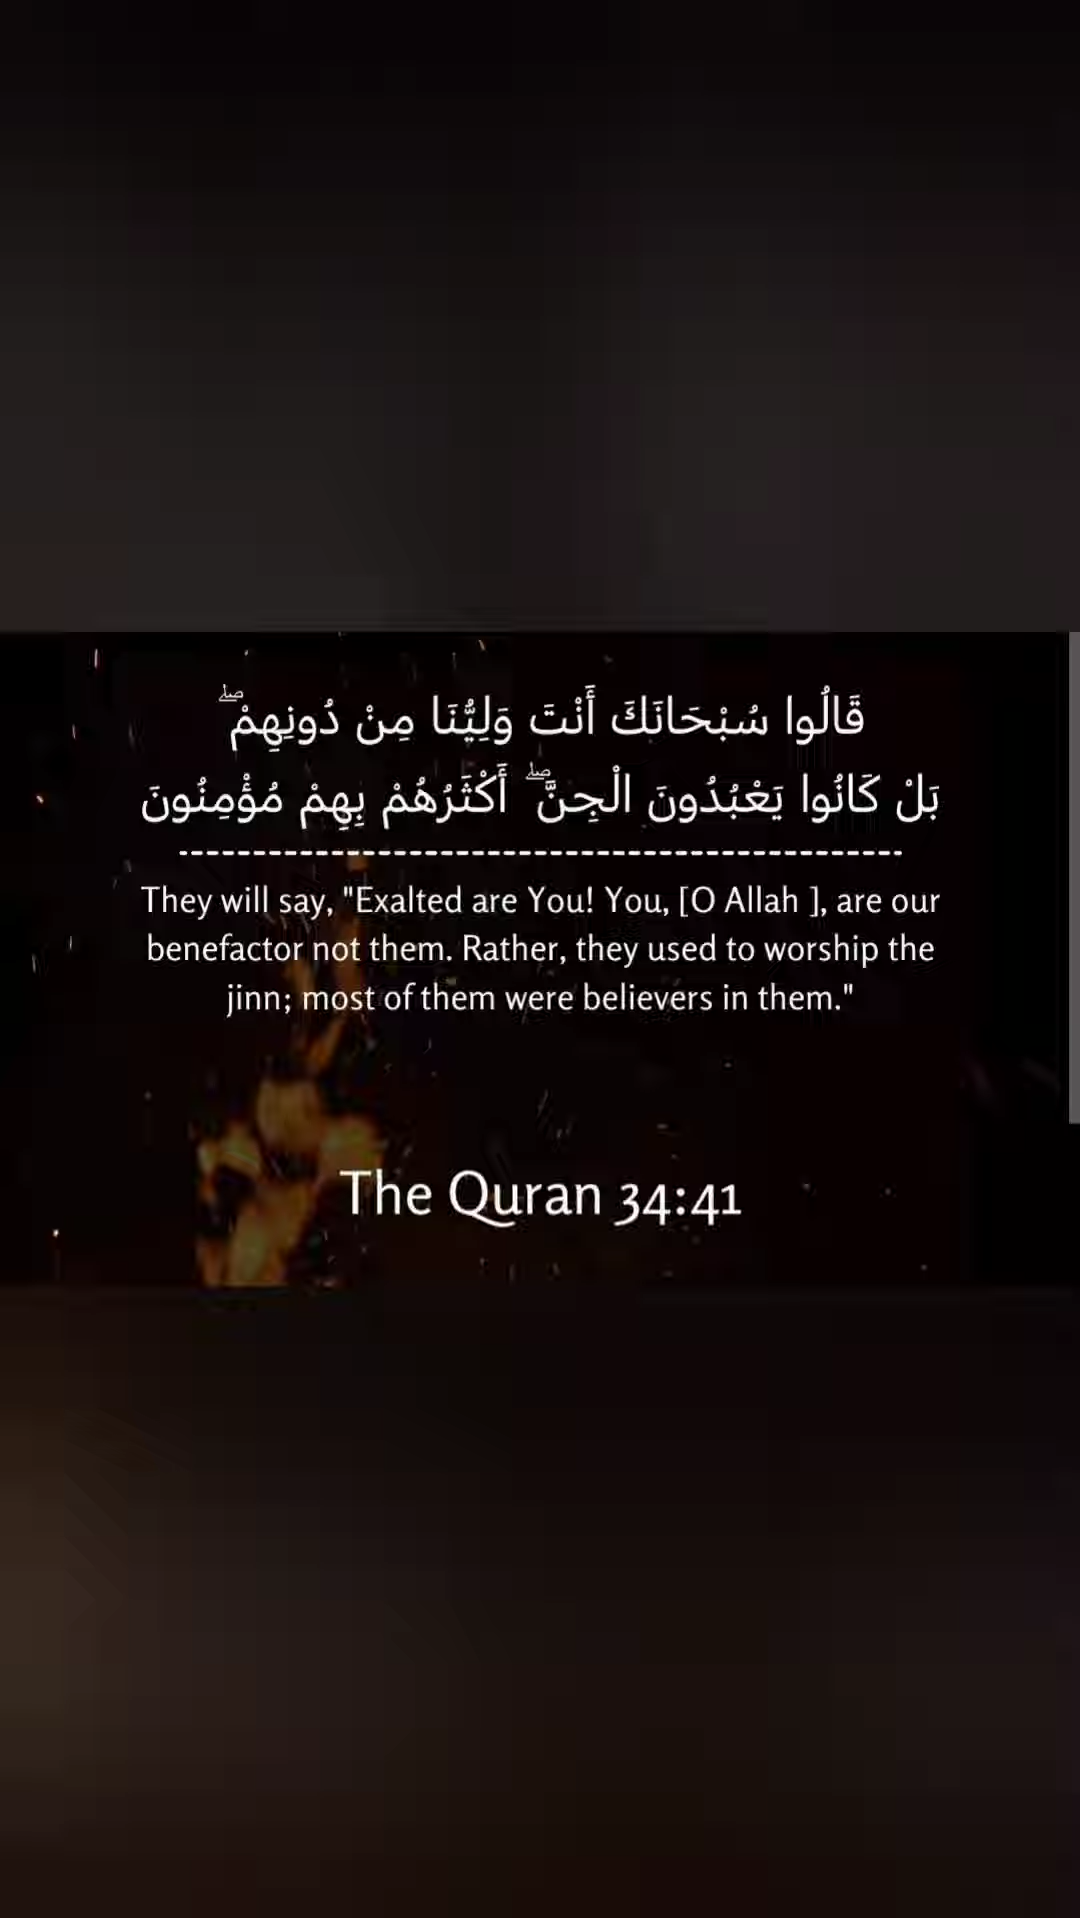 قَالُوا سُبْحَانَكَ أَنْتَ وَلِيُّنَا مِنْ دُونِهِمْ ۖ
بَلْ كَانُوا يَعْبُدُونَ الْجِنَّ ۖ أَكْثَرُهُمْ بِهِمْ مُؤْمِنُونَ
They will say, "Exalted are You! You, [O Allah ], are our
benefactor not them. Rather, they used to worship the
jinn; most of them were believers in them."
The Quran 34:41